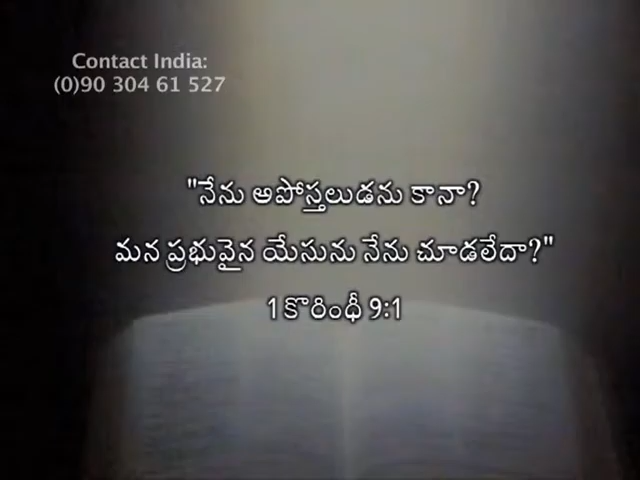 Contact India:
(0)90 304 61 527
"నేను అపోస్తలుడను కానా?
మన ప్రభువైన యేసును నేను చూడలేదా?"
1 కొరింథీ 9:1